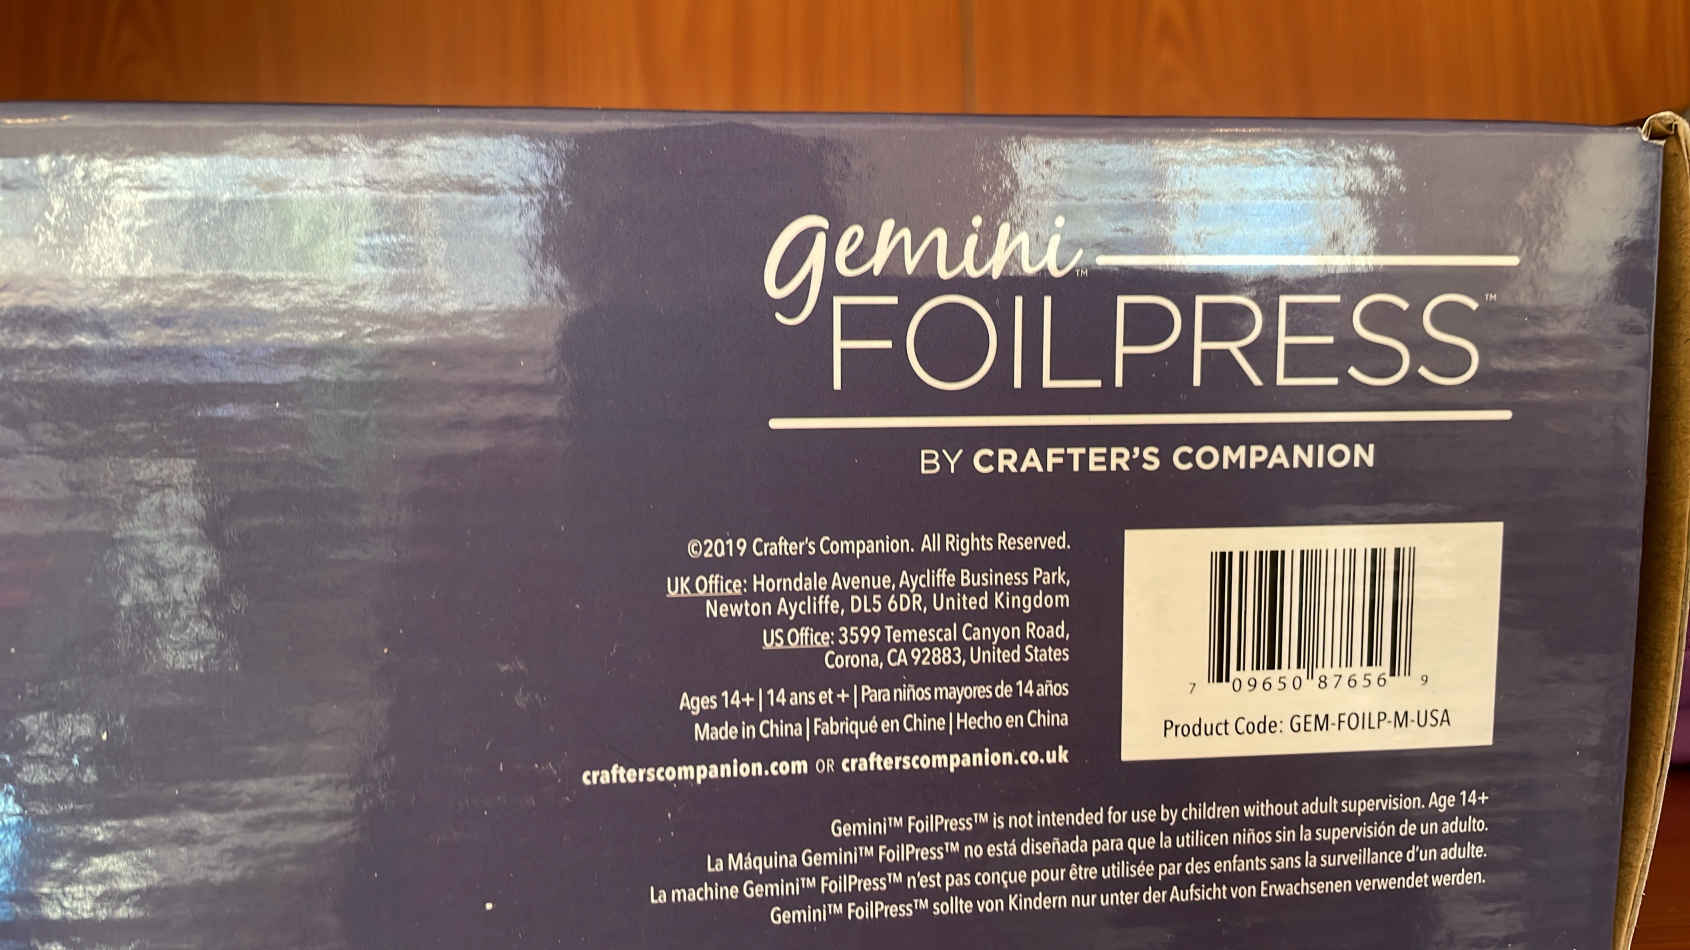 gemini™
FOILPRESS™
BY CRAFTER'S COMPANION
©2019 Crafter's Companion. All Rights Reserved.
UK Office: Horndale Avenue, Aycliffe Business Park,
Newton Aycliffe, DL5 6DR, United Kingdom
US Office: 3599 Temescal Canyon Road,
Corona, CA 92883, United States
Ages 14+ | 14 ans et + | Para niños mayores de 14 años
Made in China | Fabriqué en Chine | Hecho en China
crafterscompanion.com OR crafterscompanion.co.uk
7 09650 87656 9
Product Code: GEM-FOILP-M-USA
Gemini™ FoilPress™ is not intended for use by children without adult supervision. Age 14+
La Máquina Gemini™ FoilPress™ no está diseñada para que la utilicen niños sin la supervisión de un adulto.
La machine Gemini™ FoilPress™ n'est pas conçue pour être utilisée par des enfants sans la surveillance d'un adulte.
Gemini™ FoilPress™ sollte von Kindern nur unter der Aufsicht von Erwachsenen verwendet werden.